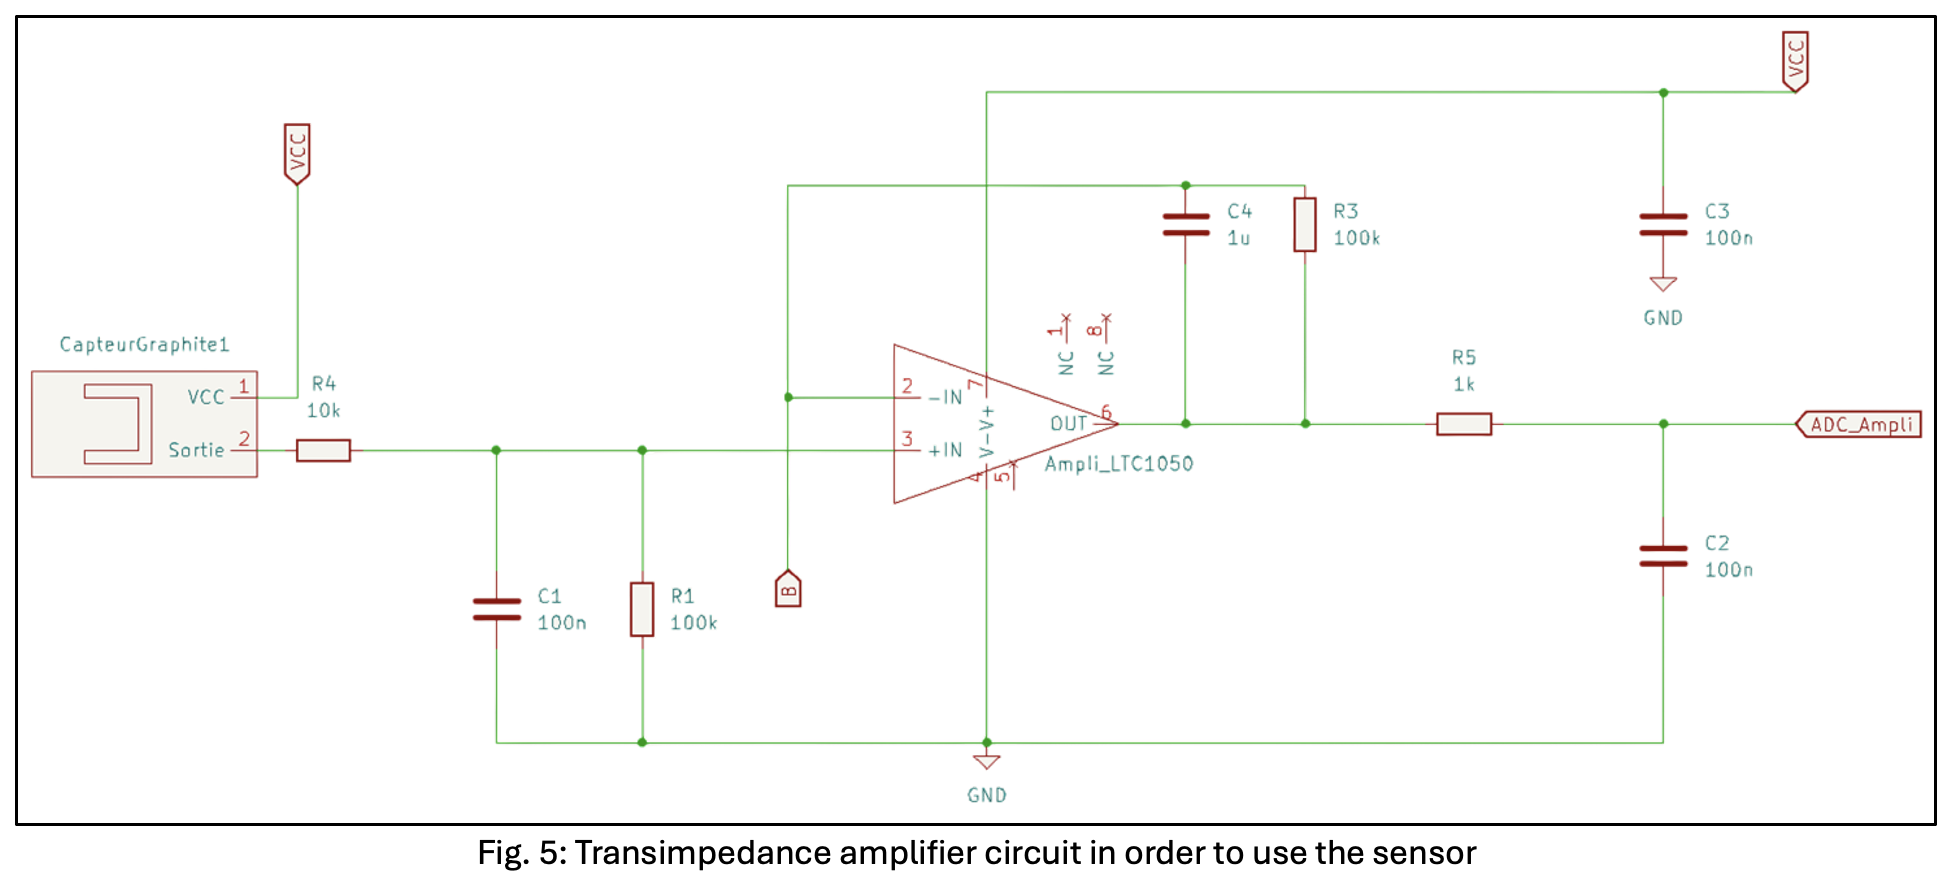 VCC
VCC
C4
1u
R3
100k
C3
100n
GND
CapteurGraphite1
VCC 1
Sortie 2
R4
10k
1 NC
8 NC
2 -IN
3 +IN
7 V+
4 V-
5
OUT 6
Ampli_LTC1050
R5
1k
ADC_Ampli
C2
100n
C1
100n
R1
100k
B
GND
Fig. 5: Transimpedance amplifier circuit in order to use the sensor